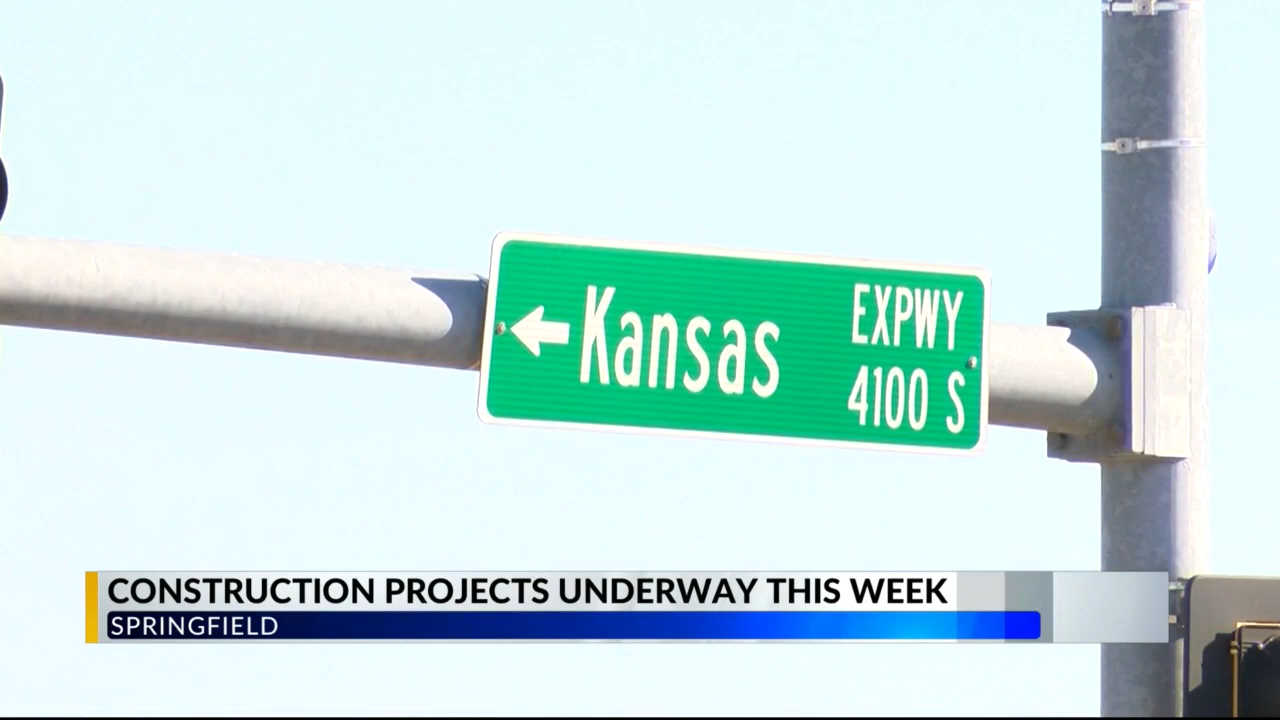 Kansas EXPWY
4100 S
CONSTRUCTION PROJECTS UNDERWAY THIS WEEK
SPRINGFIELD